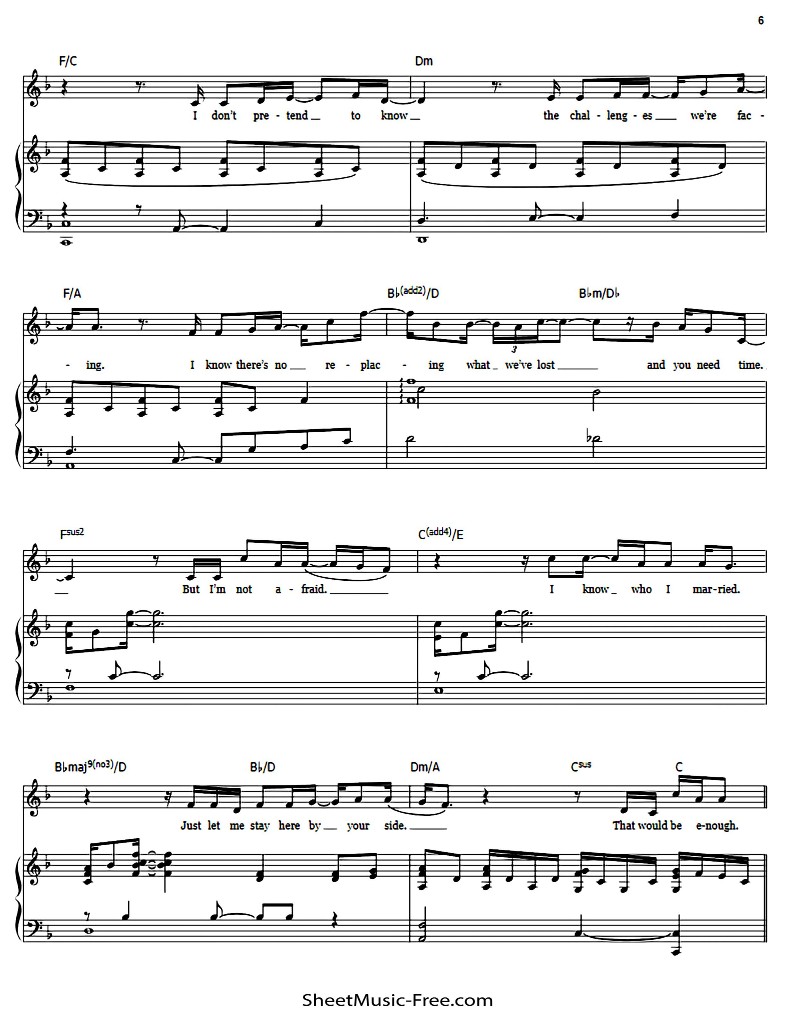 6
F/C Dm
I don't pre - tend to know the chal - leng - es we're fac -
F/A B♭(add2)/D B♭m/D♭
- ing. I know there's no re - plac - ing what we've lost and you need time.
3
Fsus2 C(add4)/E
But I'm not a - fraid. I know who I mar - ried.
B♭maj9(no3)/D B♭/D Dm/A Csus C
Just let me stay here by your side. That would be e-nough.
SheetMusic-Free.com